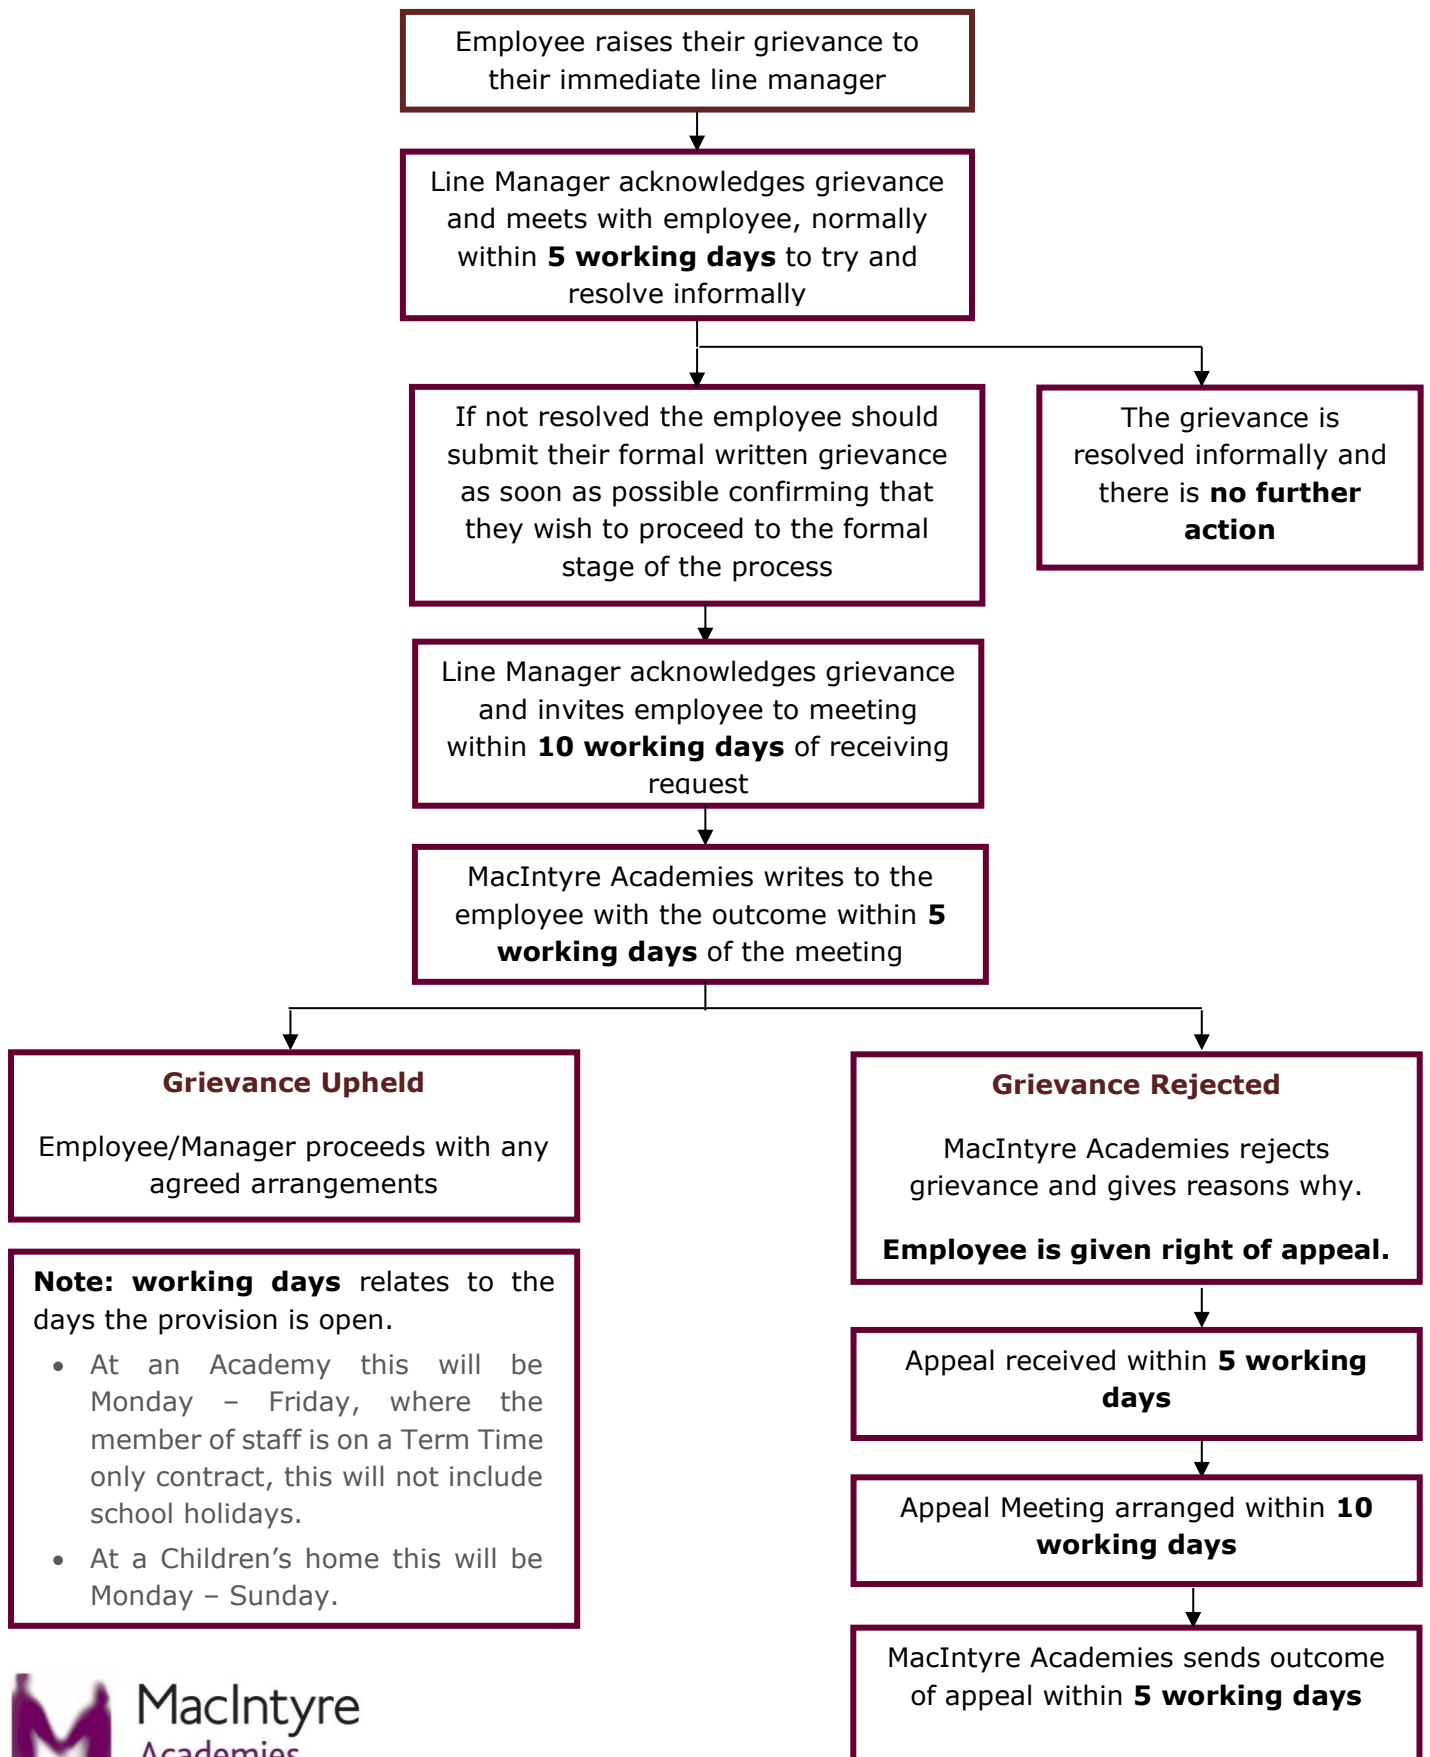 Employee raises their grievance to
their immediate line manager
Line Manager acknowledges grievance
and meets with employee, normally
within 5 working days to try and
resolve informally
If not resolved the employee should
submit their formal written grievance
as soon as possible confirming that
they wish to proceed to the formal
stage of the process
The grievance is
resolved informally and
there is no further
action
Line Manager acknowledges grievance
and invites employee to meeting
within 10 working days of receiving
request
MacIntyre Academies writes to the
employee with the outcome within 5
working days of the meeting
Grievance Upheld
Employee/Manager proceeds with any
agreed arrangements
Grievance Rejected
MacIntyre Academies rejects
grievance and gives reasons why.
Employee is given right of appeal.
Note: working days relates to the
days the provision is open.
• At an Academy this will be
Monday – Friday, where the
member of staff is on a Term Time
only contract, this will not include
school holidays.
• At a Children’s home this will be
Monday – Sunday.
Appeal received within 5 working
days
Appeal Meeting arranged within 10
working days
MacIntyre Academies sends outcome
of appeal within 5 working days
MacIntyre
Academies